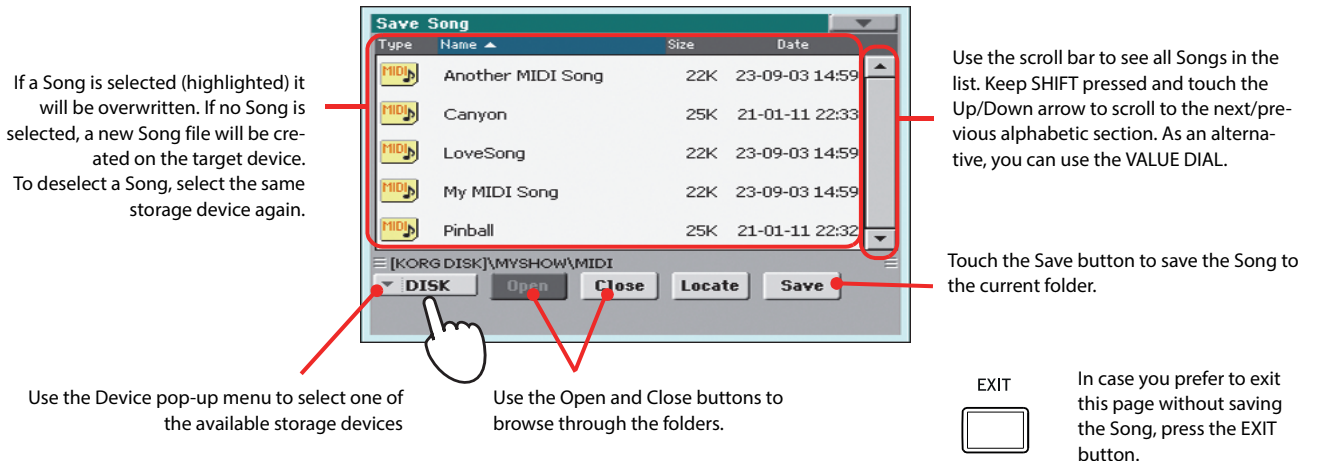 If a Song is selected (highlighted) it
will be overwritten. If no Song is
selected, a new Song file will be cre-
ated on the target device.
To deselect a Song, select the same
storage device again.
Save Song
Type Name Size Date
MIDI Another MIDI Song 22K 23-09-03 14:59
MIDI Canyon 25K 21-01-11 22:33
MIDI LoveSong 22K 23-09-03 14:59
MIDI My MIDI Song 22K 23-09-03 14:59
MIDI Pinball 25K 21-01-11 22:32
[KORG DISK]\MYSHOW\MIDI
DISK Open Close Locate Save
Use the scroll bar to see all Songs in the
list. Keep SHIFT pressed and touch the
Up/Down arrow to scroll to the next/pre-
vious alphabetic section. As an alterna-
tive, you can use the VALUE DIAL.
Touch the Save button to save the Song to
the current folder.
Use the Device pop-up menu to select one of
the available storage devices
Use the Open and Close buttons to
browse through the folders.
EXIT
In case you prefer to exit
this page without saving
the Song, press the EXIT
button.